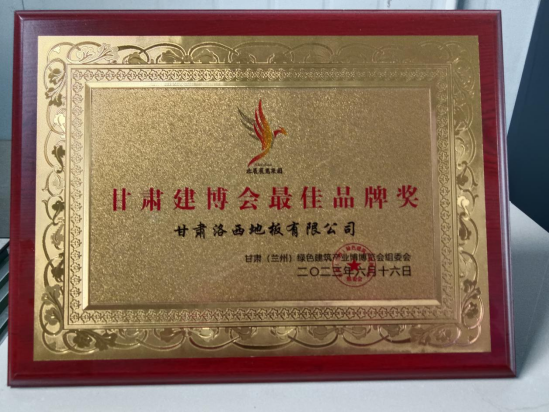 甘肃建博会最佳品牌奖
甘肃洛西地板有限公司
甘肃（兰州）绿色建筑产业博博览会组委会
二〇二三年六月十六日